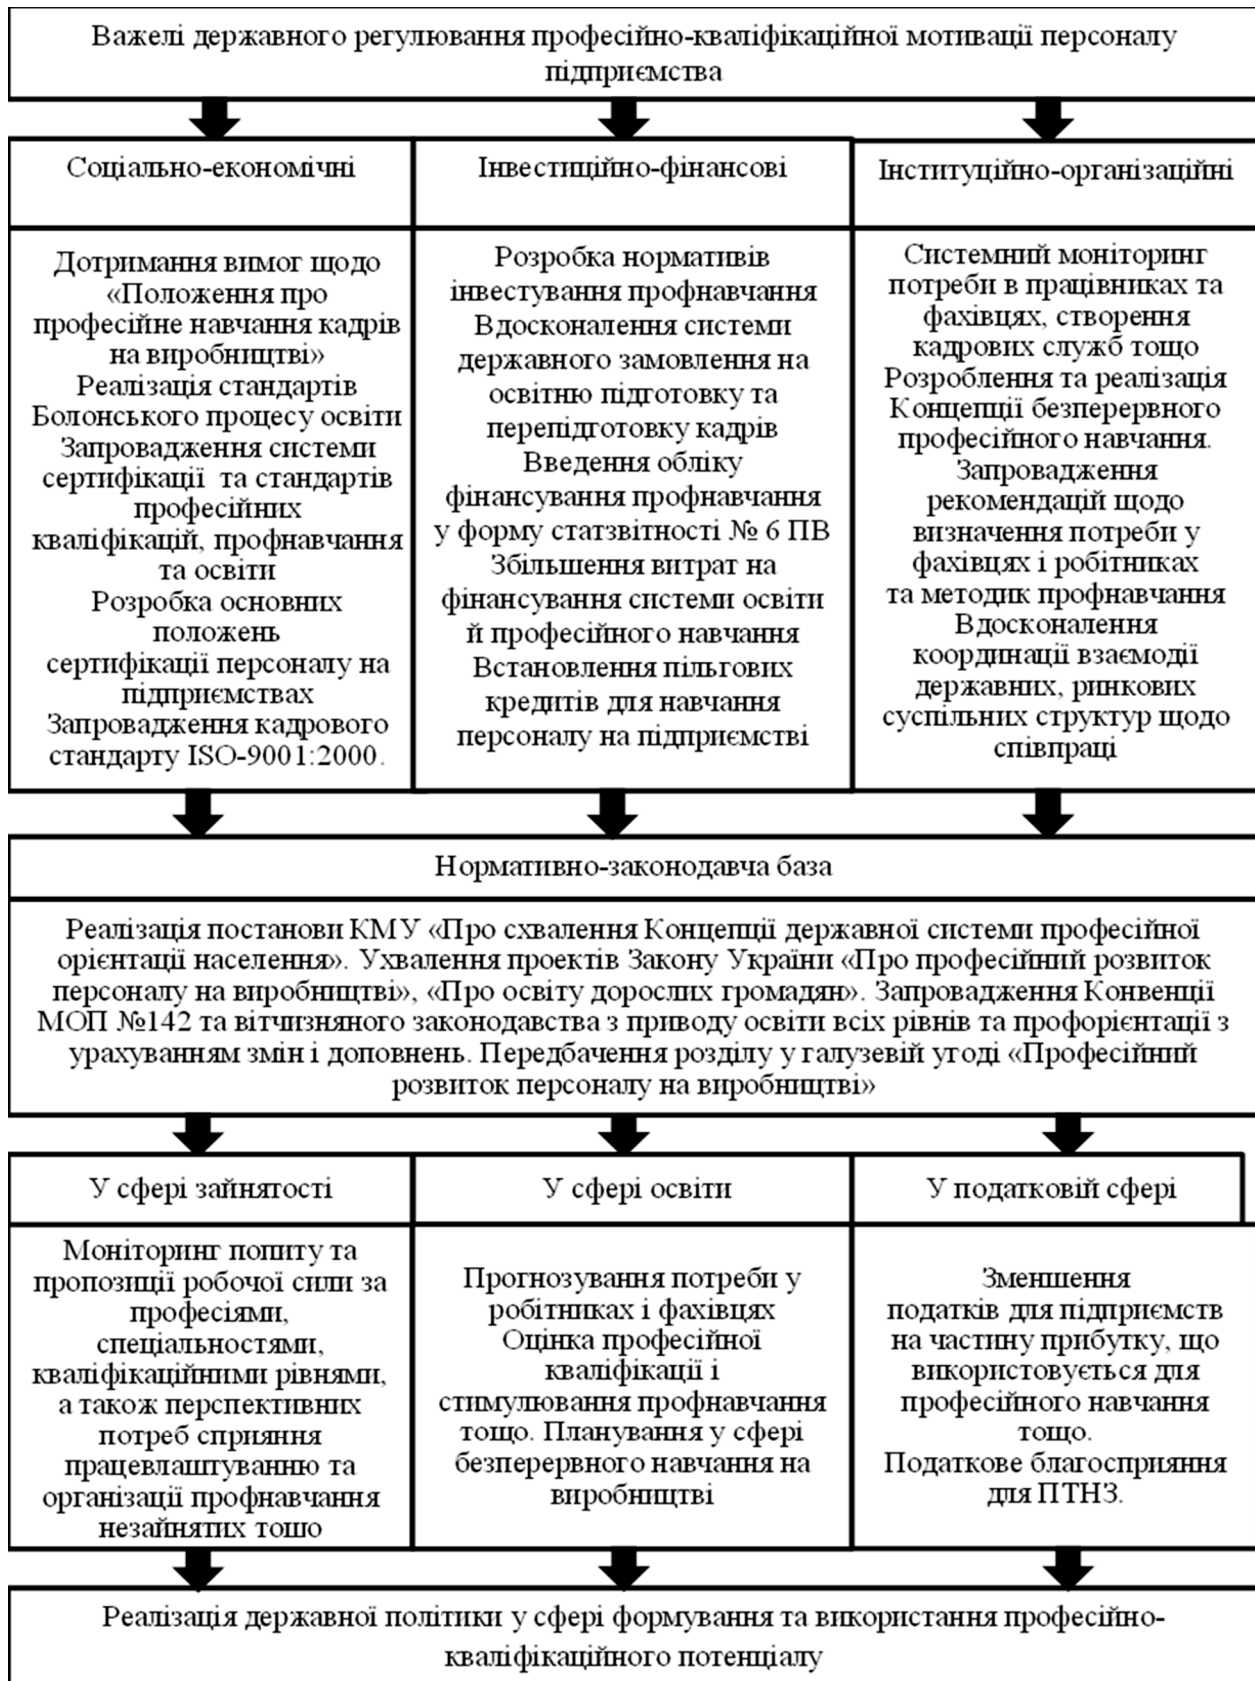 Важелі державного регулювання професійно-кваліфікаційної мотивації персоналу
підприємства
Соціально-економічні
Інвестиційно-фінансові
Інституційно-організаційні
Дотримання вимог щодо
«Положення про
професійне навчання кадрів
на виробництві»
Реалізація стандартів
Болонського процесу освіти
Запровадження системи
сертифікації та стандартів
професійних
кваліфікацій, профнавчання
та освіти
Розробка основних
положень
сертифікації персоналу на
підприємствах
Запровадження кадрового
стандарту ISO-9001:2000.
Розробка нормативів
інвестування профнавчання
Вдосконалення системи
державного замовлення на
освітню підготовку та
перепідготовку кадрів
Введення обліку
фінансування профнавчання
у форму статзвітності № 6 ПВ
Збільшення витрат на
фінансування системи освіти
й професійного навчання
Встановлення пільгових
кредитів для навчання
персоналу на підприємстві
Системний моніторинг
потреби в працівниках та
фахівцях, створення
кадрових служб тощо
Розроблення та реалізація
Концепції безперервного
професійного навчання.
Запровадження
рекомендацій щодо
визначення потреби у
фахівцях і робітниках
та методик профнавчання
Вдосконалення
координації взаємодії
державних, ринкових
суспільних структур щодо
співпраці
Нормативно-законодавча база
Реалізація постанови КМУ «Про схвалення Концепції державної системи професійної
орієнтації населення». Ухвалення проектів Закону України «Про професійний розвиток
персоналу на виробництві», «Про освіту дорослих громадян». Запровадження Конвенції
МОП №142 та вітчизняного законодавства з приводу освіти всіх рівнів та профорієнтації з
урахуванням змін і доповнень. Передбачення розділу у галузевій угоді «Професійний
розвиток персоналу на виробництві»
У сфері зайнятості
У сфері освіти
У податковій сфері
Моніторинг попиту та
пропозиції робочої сили за
професіями,
спеціальностями,
кваліфікаційними рівнями,
а також перспективних
потреб сприяння
працевлаштуванню та
організації профнавчання
незайнятих тошо
Прогнозування потреби у
робітниках і фахівцях
Оцінка професійної
кваліфікації і
стимулювання профнавчання
тощо. Планування у сфері
безперервного навчання на
виробництві
Зменшення
податків для підприємств
на частину прибутку, що
використовується для
професійного навчання
тощо.
Податкове благосприяння
для ПТНЗ.
Реалізація державної політики у сфері формування та використання професійно-
кваліфікаційного потенціалу